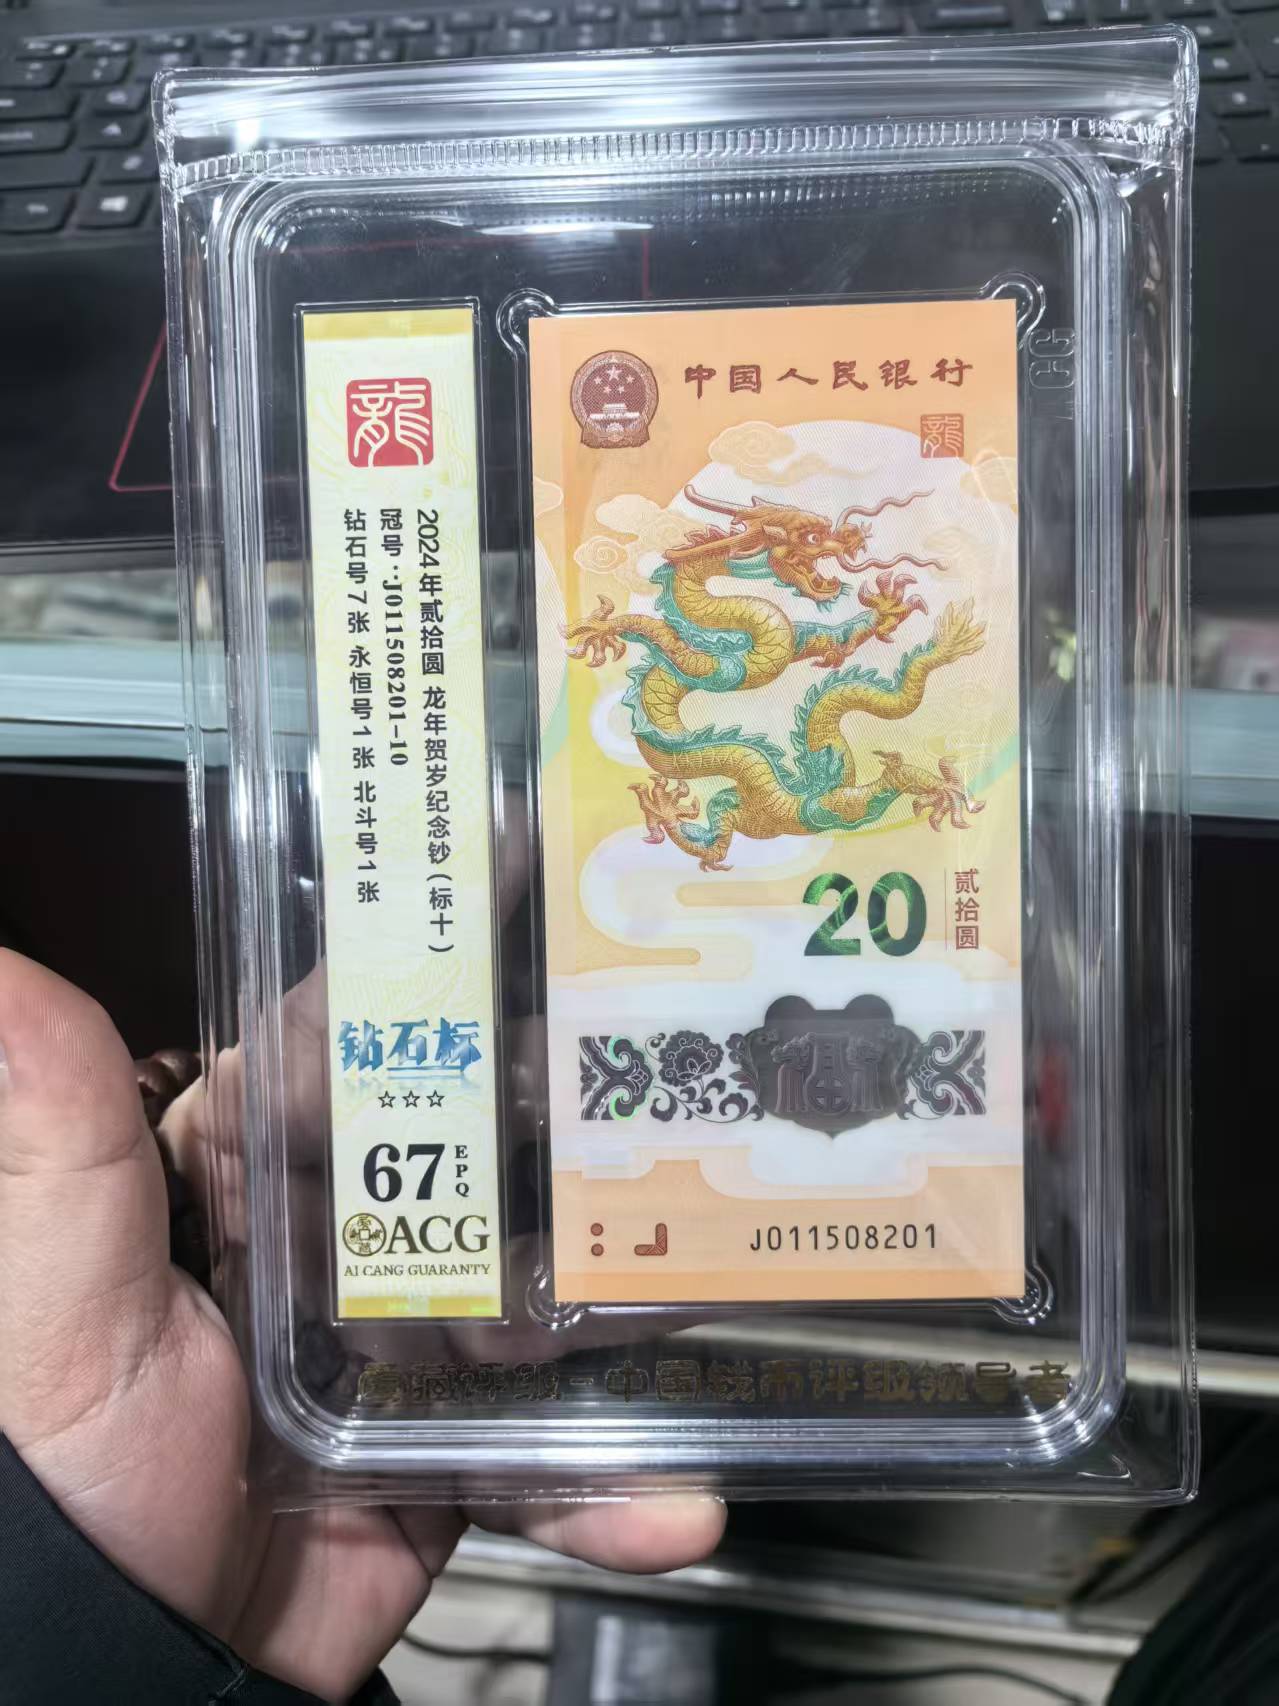 中国人民银行
龍
20
贰拾圆
福
J011508201
龍
2024年贰拾圆 龙年贺岁纪念钞(标十)
冠号:J011508201-10
钻石号7张 永恒号1张 北斗号1张
钻石标
☆☆☆
67
EPQ
ACG
AI CANG GUARANTY
爱藏评级-中国钱币评级领导者
ACG